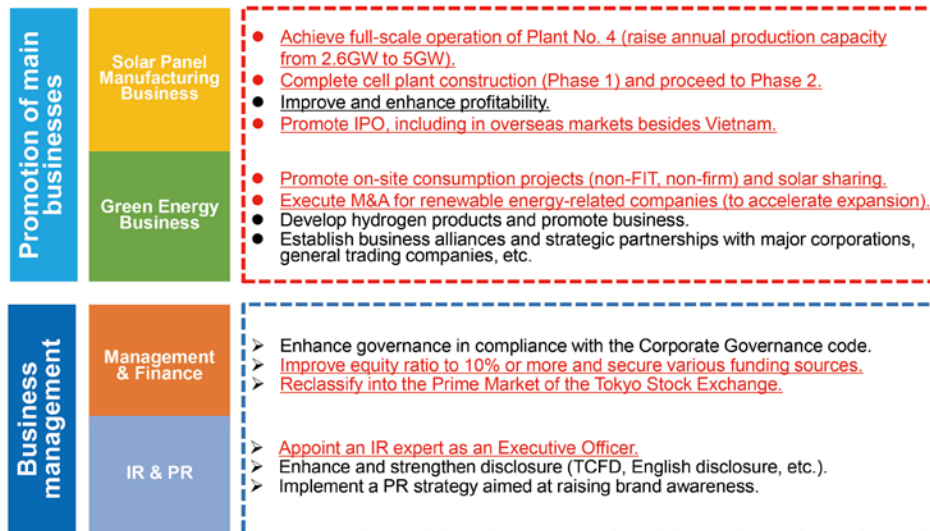 Promotion of main
businesses
Solar Panel
Manufacturing
Business
Achieve full-scale operation of Plant No. 4 (raise annual production capacity
from 2.6GW to 5GW).
Complete cell plant construction (Phase 1) and proceed to Phase 2.
Improve and enhance profitability.
Promote IPO, including in overseas markets besides Vietnam.
Green Energy
Business
Promote on-site consumption projects (non-FIT, non-firm) and solar sharing.
Execute M&A for renewable energy-related companies (to accelerate expansion).
Develop hydrogen products and promote business.
Establish business alliances and strategic partnerships with major corporations,
general trading companies, etc.
Business
management
Management
& Finance
Enhance governance in compliance with the Corporate Governance code.
Improve equity ratio to 10% or more and secure various funding sources.
Reclassify into the Prime Market of the Tokyo Stock Exchange.
IR & PR
Appoint an IR expert as an Executive Officer.
Enhance and strengthen disclosure (TCFD, English disclosure, etc.).
Implement a PR strategy aimed at raising brand awareness.